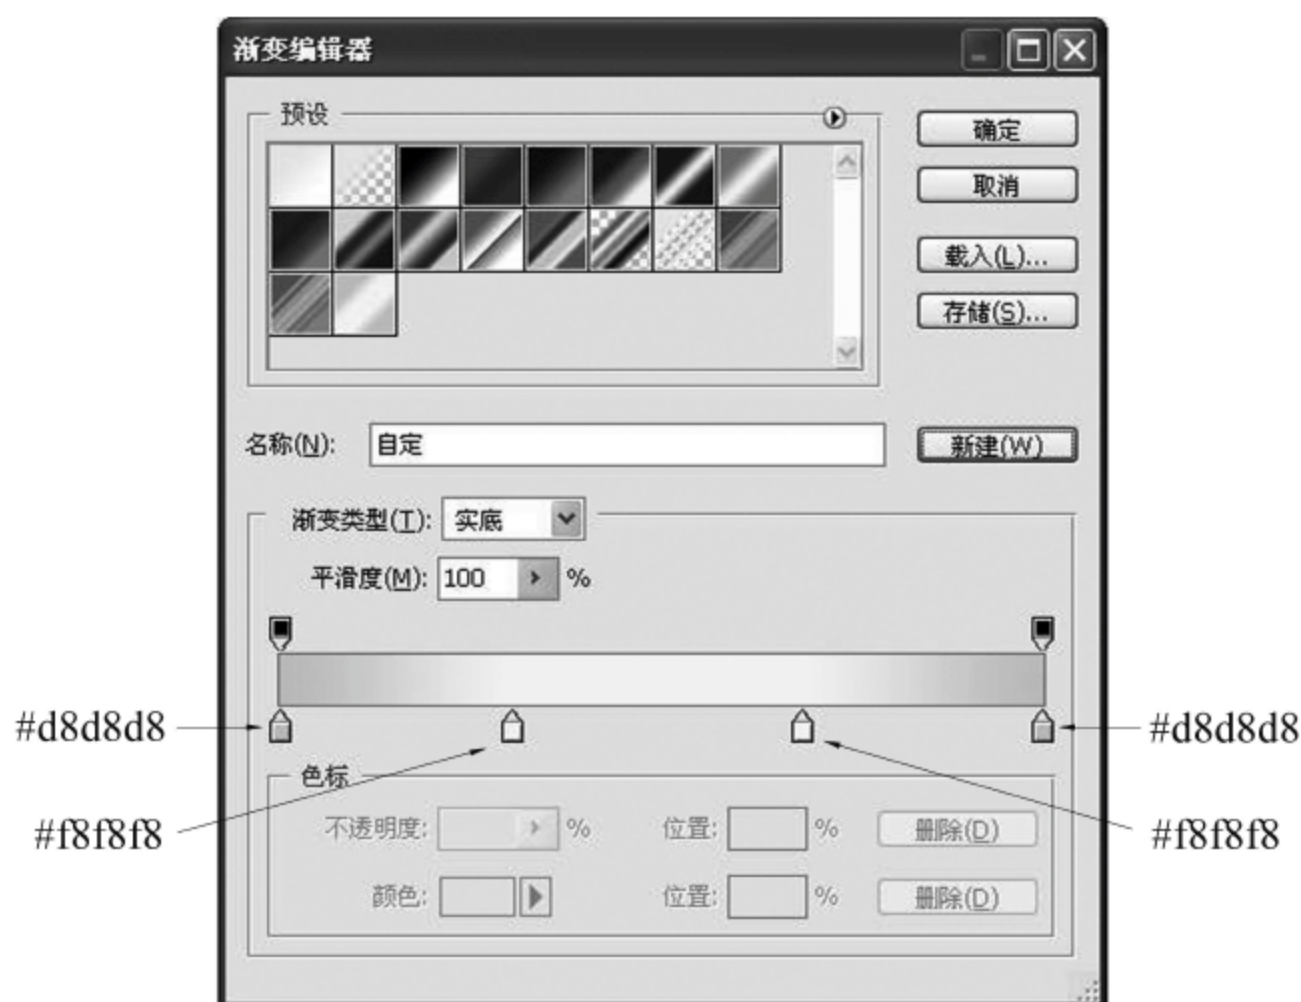 渐变编辑器
预设
确定
取消
载入(L)...
存储(S)...
名称(N): 自定 新建(W)
渐变类型(T): 实底
平滑度(M): 100 %
#d8d8d8 #d8d8d8
色标
#f8f8f8 #f8f8f8
不透明度: % 位置: % 删除(D)
颜色: 位置: % 删除(D)